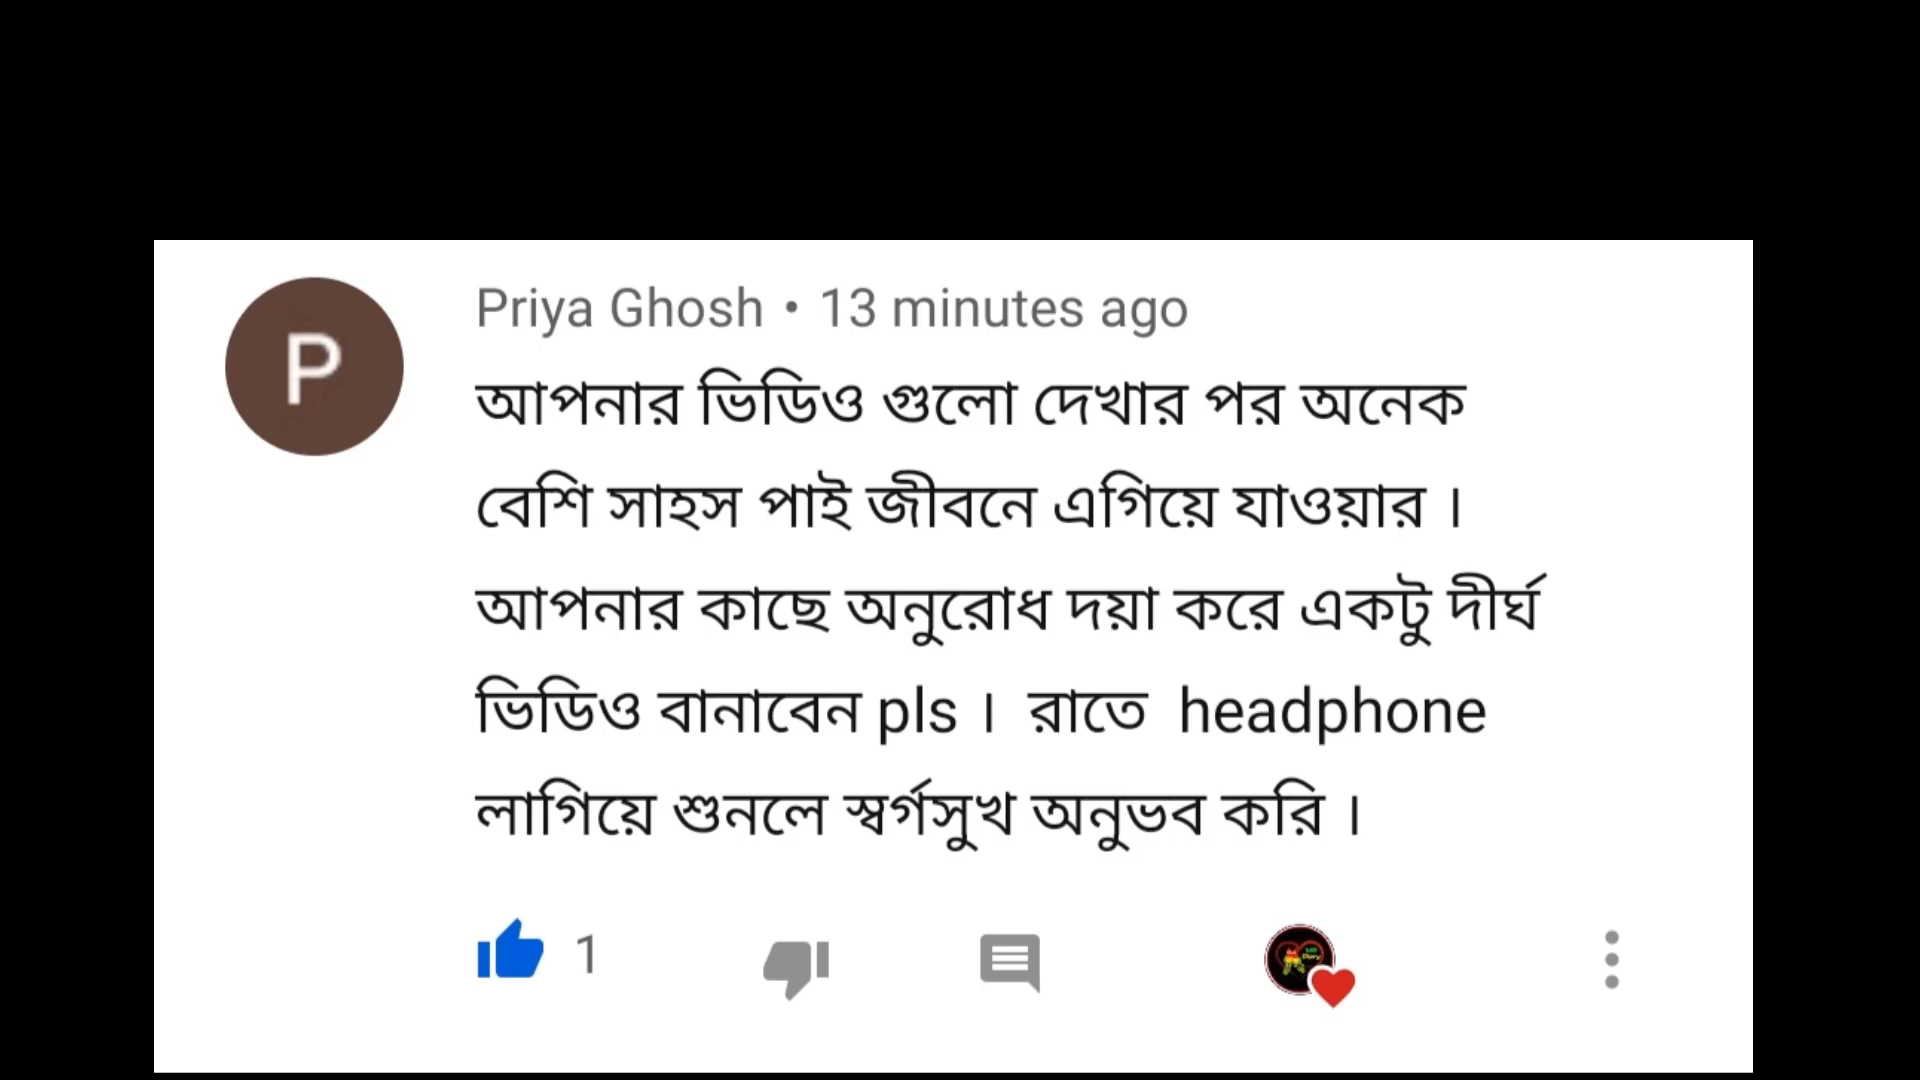 P
Priya Ghosh • 13 minutes ago
আপনার ভিডিও গুলো দেখার পর অনেক
বেশি সাহস পাই জীবনে এগিয়ে যাওয়ার ।
আপনার কাছে অনুরোধ দয়া করে একটু দীর্ঘ
ভিডিও বানাবেন pls । রাতে headphone
লাগিয়ে শুনলে স্বর্গসুখ অনুভব করি ।
1